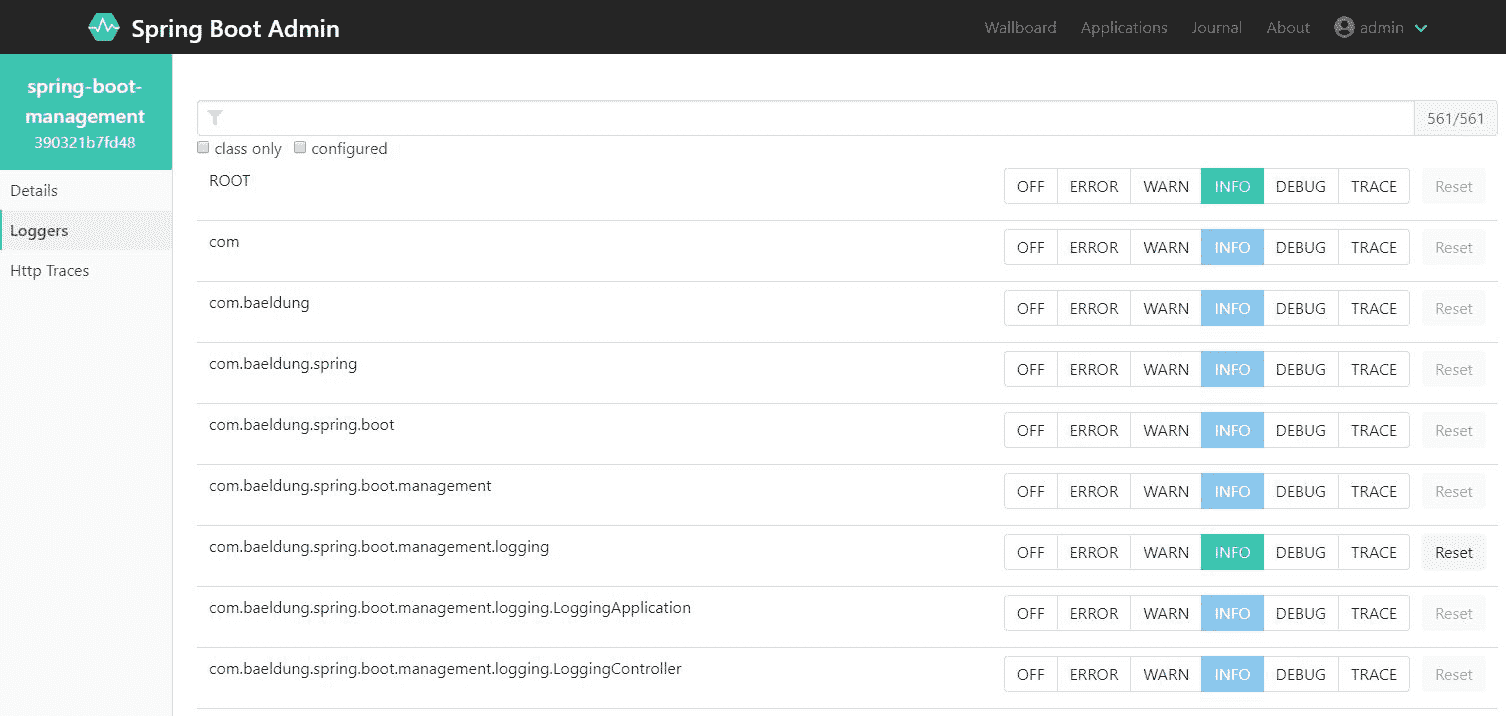 Spring Boot Admin Wallboard Applications Journal About admin
spring-boot-
management
390321b7fd48
Details
Loggers
Http Traces
561/561
class only configured
ROOT OFF ERROR WARN INFO DEBUG TRACE Reset
com OFF ERROR WARN INFO DEBUG TRACE Reset
com.baeldung OFF ERROR WARN INFO DEBUG TRACE Reset
com.baeldung.spring OFF ERROR WARN INFO DEBUG TRACE Reset
com.baeldung.spring.boot OFF ERROR WARN INFO DEBUG TRACE Reset
com.baeldung.spring.boot.management OFF ERROR WARN INFO DEBUG TRACE Reset
com.baeldung.spring.boot.management.logging OFF ERROR WARN INFO DEBUG TRACE Reset
com.baeldung.spring.boot.management.logging.LoggingApplication OFF ERROR WARN INFO DEBUG TRACE Reset
com.baeldung.spring.boot.management.logging.LoggingController OFF ERROR WARN INFO DEBUG TRACE Reset